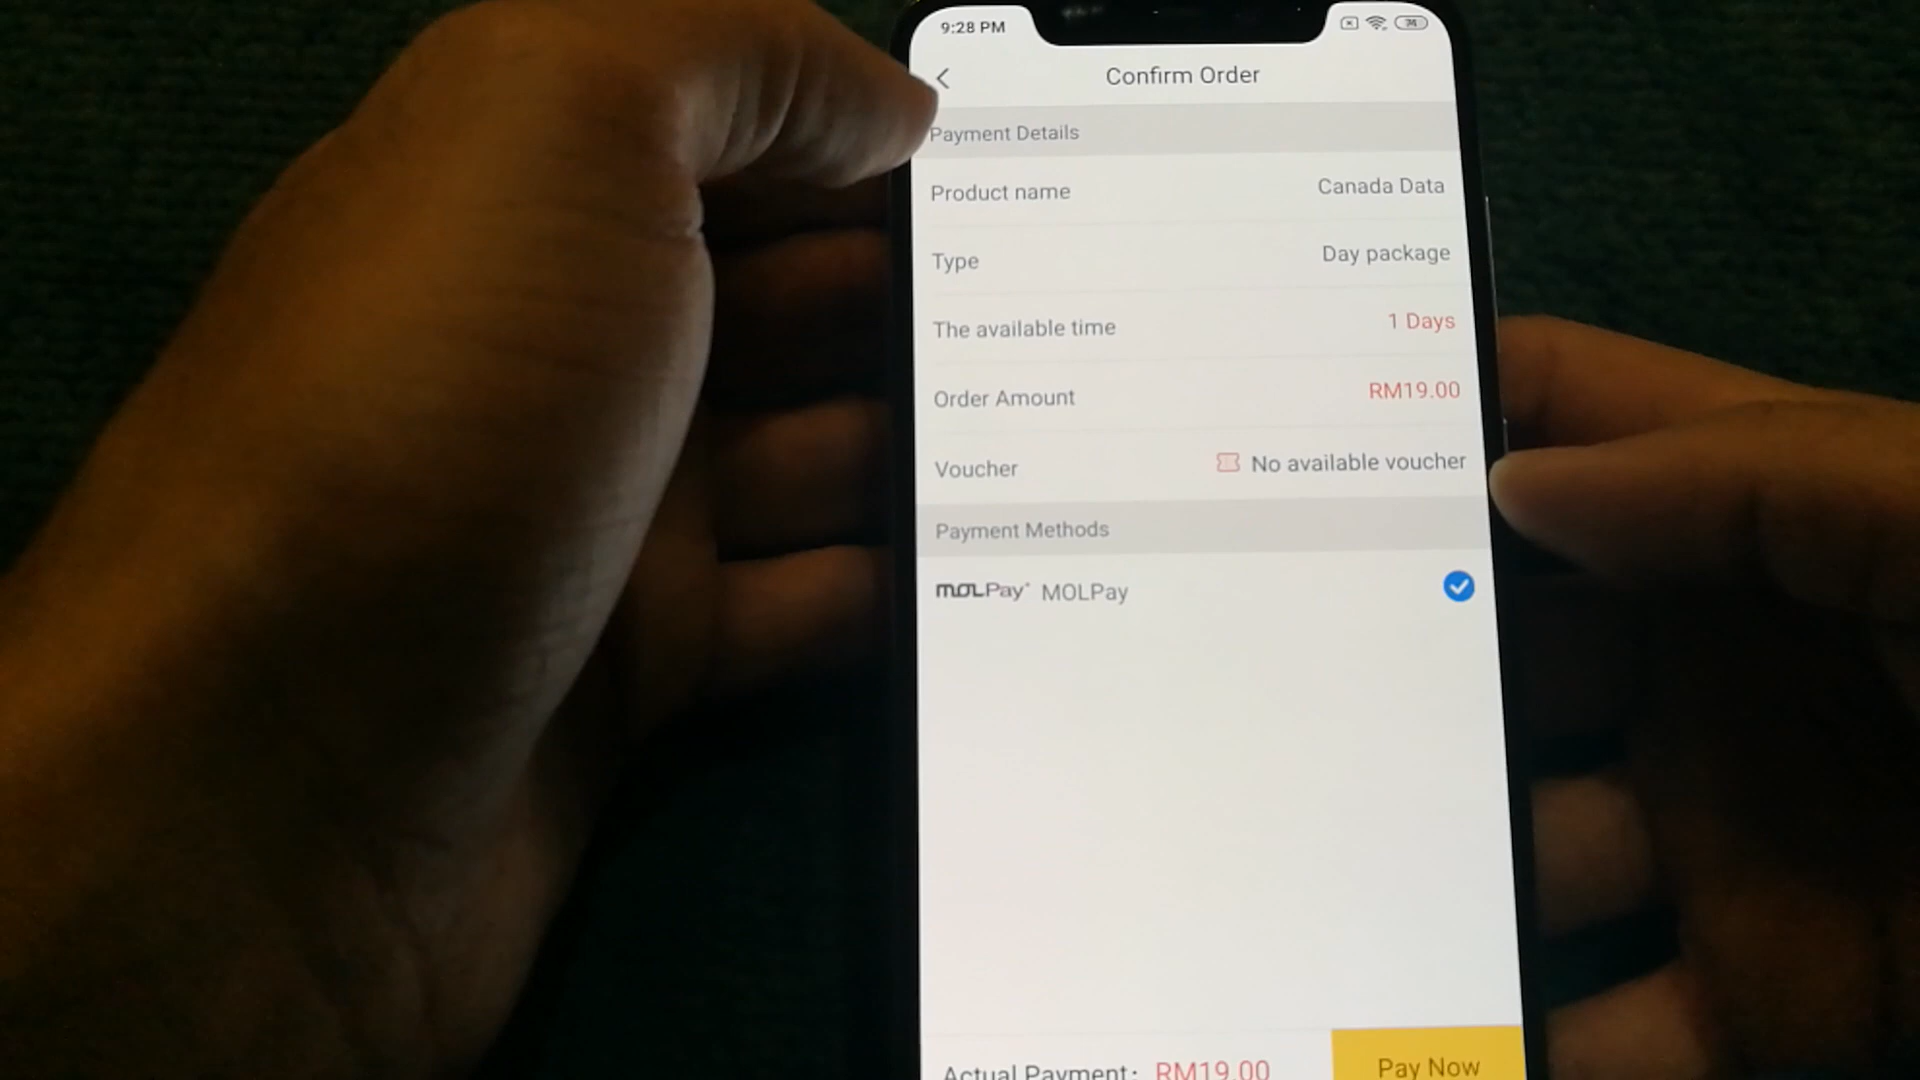 9:28 PM
Confirm Order
Payment Details
Product name Canada Data
Type Day package
The available time 1 Days
Order Amount RM19.00
Voucher No available voucher
Payment Methods
MOLPay MOLPay
Actual Payment: RM19.00 Pay Now